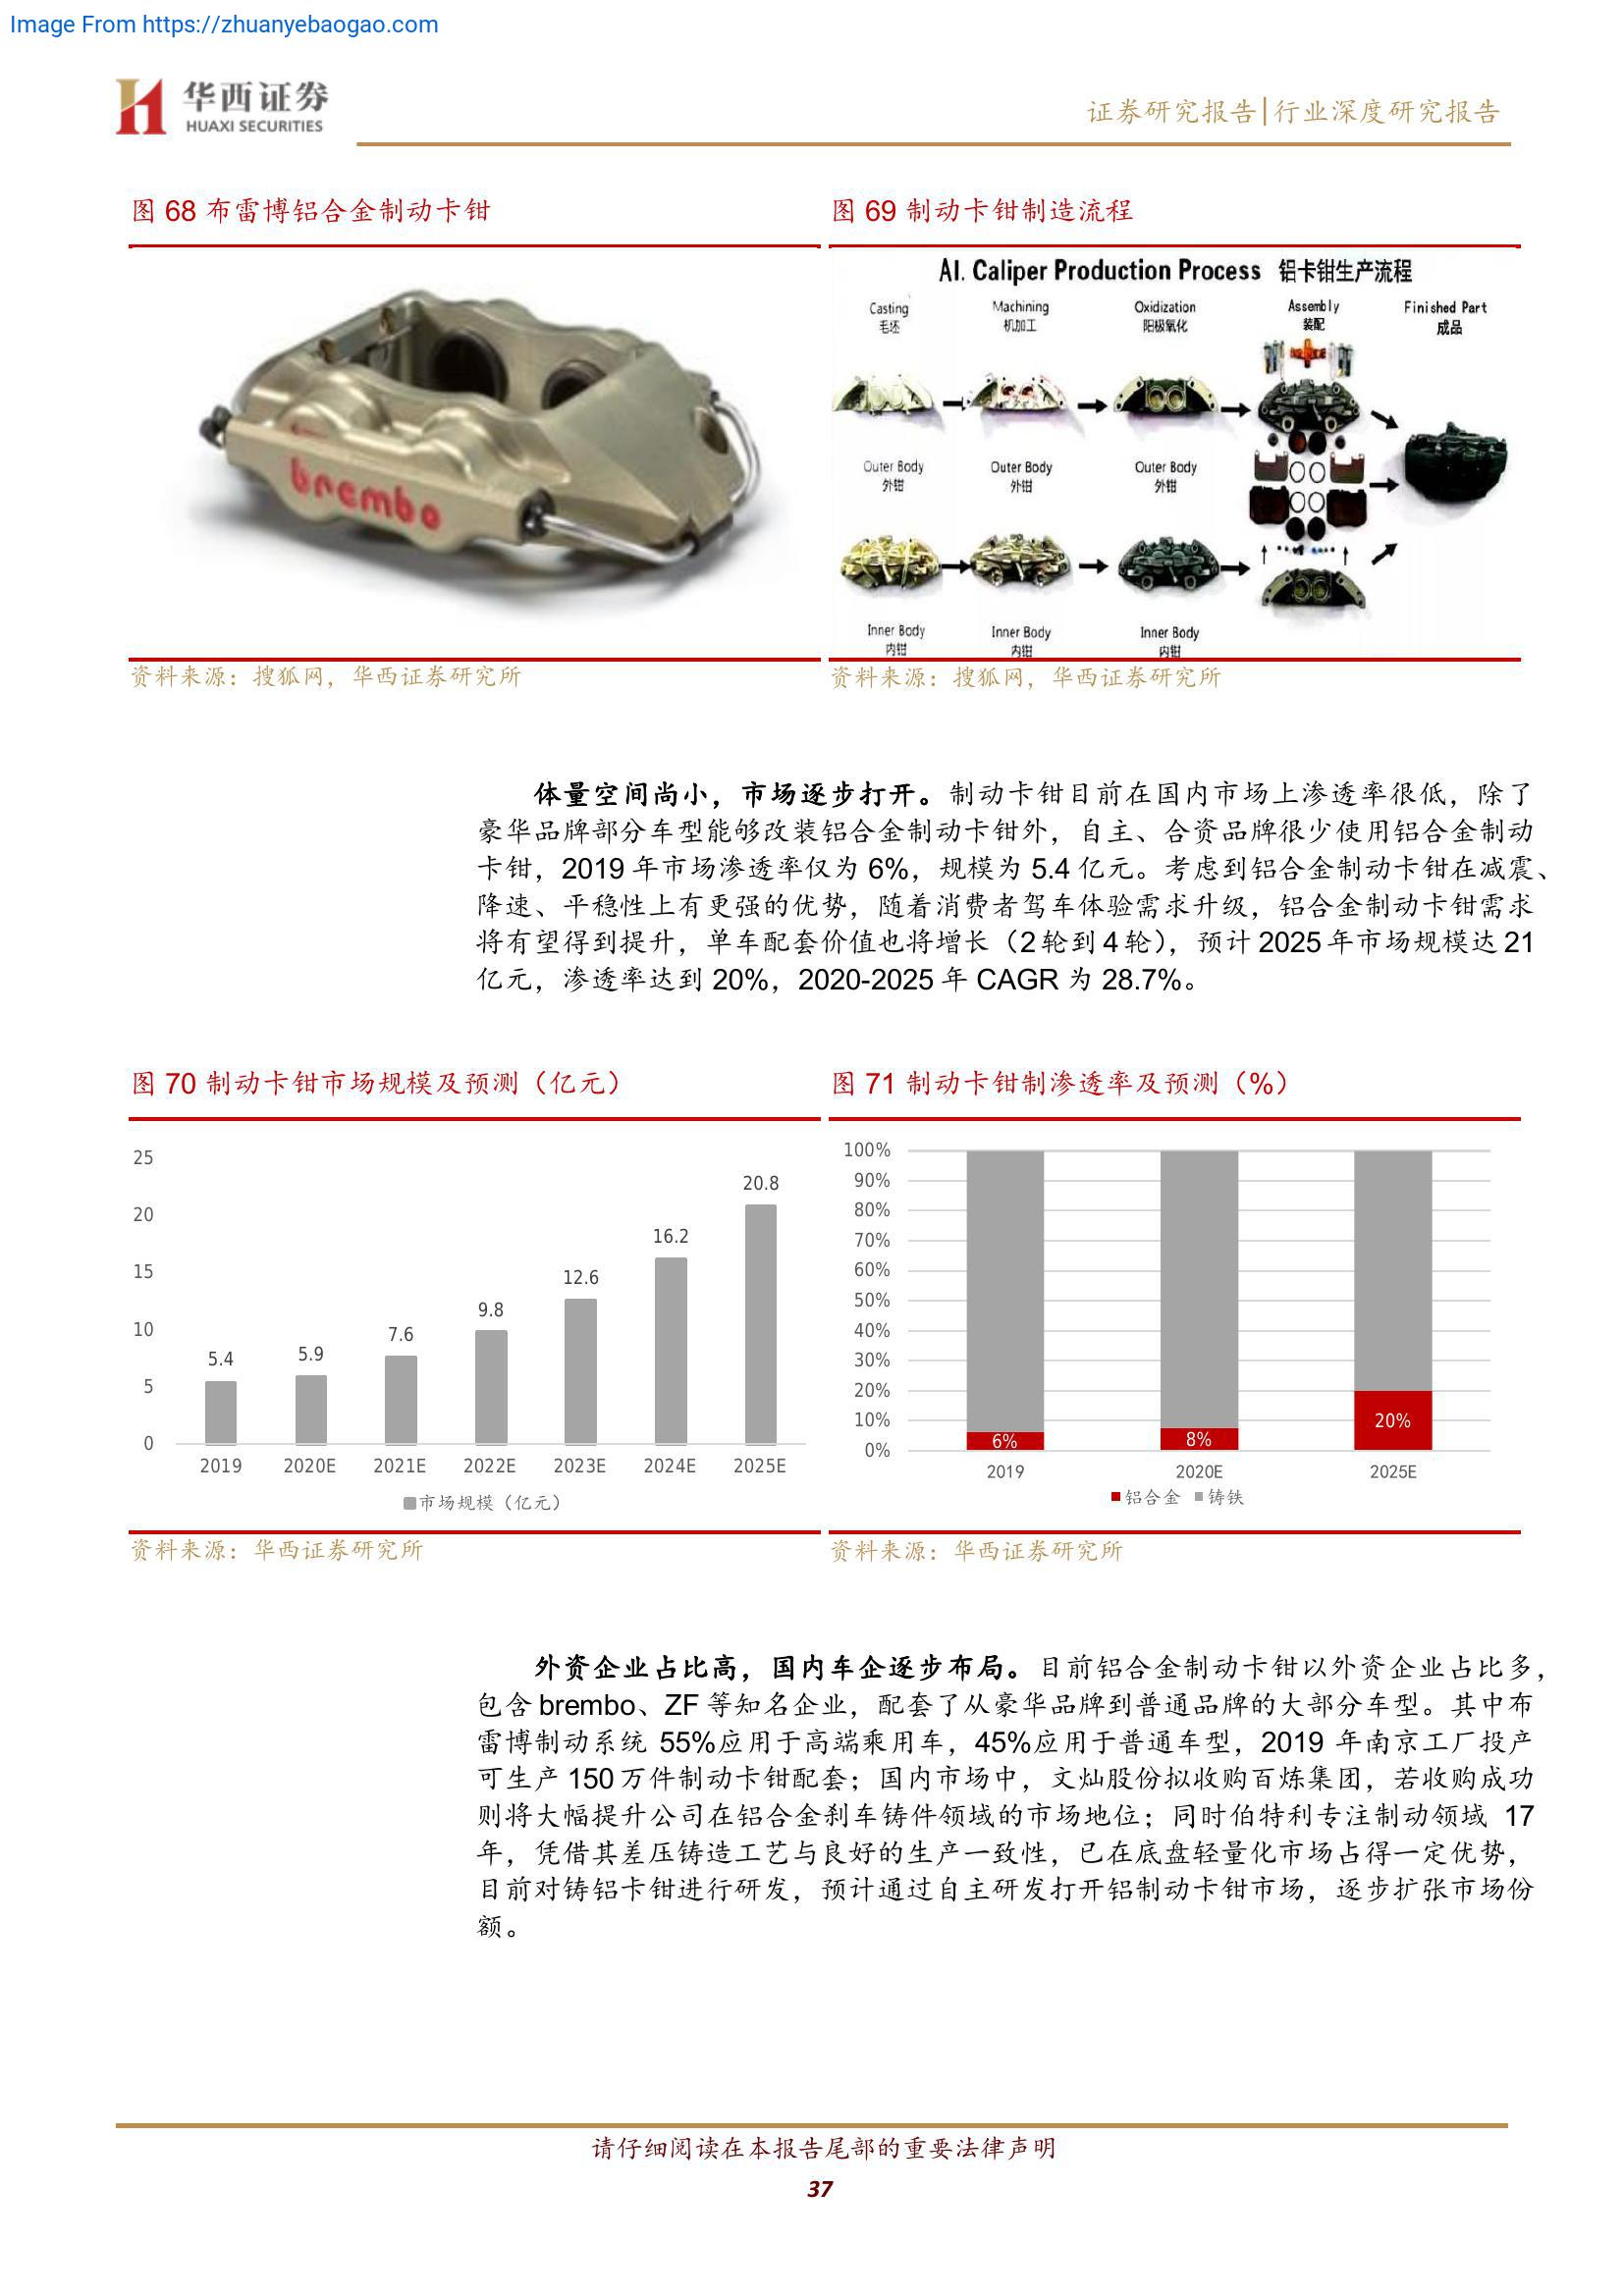 Image From https://zhuanyebaogao.com
华西证券
HUAXI SECURITIES
证券研究报告|行业深度研究报告
图 68 布雷博铝合金制动卡钳
brembo
资料来源：搜狐网，华西证券研究所
图 69 制动卡钳制造流程
Al. Caliper Production Process 铝卡钳生产流程
Casting Machining Oxidization Assembly Finished Part
毛坯 机加工 阳极氧化 装配 成品
Outer Body Outer Body Outer Body
外钳 外钳 外钳
Inner Body Inner Body Inner Body
内钳 内钳 内钳
资料来源：搜狐网，华西证券研究所
体量空间尚小，市场逐步打开。制动卡钳目前在国内市场上渗透率很低，除了
豪华品牌部分车型能够改装铝合金制动卡钳外，自主、合资品牌很少使用铝合金制动
卡钳，2019 年市场渗透率仅为 6%，规模为 5.4 亿元。考虑到铝合金制动卡钳在减震、
降速、平稳性上有更强的优势，随着消费者驾车体验需求升级，铝合金制动卡钳需求
将有望得到提升，单车配套价值也将增长（2 轮到 4 轮），预计 2025 年市场规模达 21
亿元，渗透率达到 20%，2020-2025 年 CAGR 为 28.7%。
图 70 制动卡钳市场规模及预测（亿元）
25
20
15
10
5
0
5.4 5.9 7.6 9.8 12.6 16.2 20.8
2019 2020E 2021E 2022E 2023E 2024E 2025E
市场规模（亿元）
资料来源：华西证券研究所
图 71 制动卡钳制渗透率及预测（%）
100%
90%
80%
70%
60%
50%
40%
30%
20%
10%
0%
6% 8% 20%
2019 2020E 2025E
铝合金 铸铁
资料来源：华西证券研究所
外资企业占比高，国内车企逐步布局。目前铝合金制动卡钳以外资企业占比多，
包含 brembo、ZF 等知名企业，配套了从豪华品牌到普通品牌的大部分车型。其中布
雷博制动系统 55%应用于高端乘用车，45%应用于普通车型，2019 年南京工厂投产
可生产 150 万件制动卡钳配套；国内市场中，文灿股份拟收购百炼集团，若收购成功
则将大幅提升公司在铝合金刹车铸件领域的市场地位；同时伯特利专注制动领域 17
年，凭借其差压铸造工艺与良好的生产一致性，已在底盘轻量化市场占得一定优势，
目前对铸铝卡钳进行研发，预计通过自主研发打开铝制动卡钳市场，逐步扩张市场份
额。
请仔细阅读在本报告尾部的重要法律声明
37